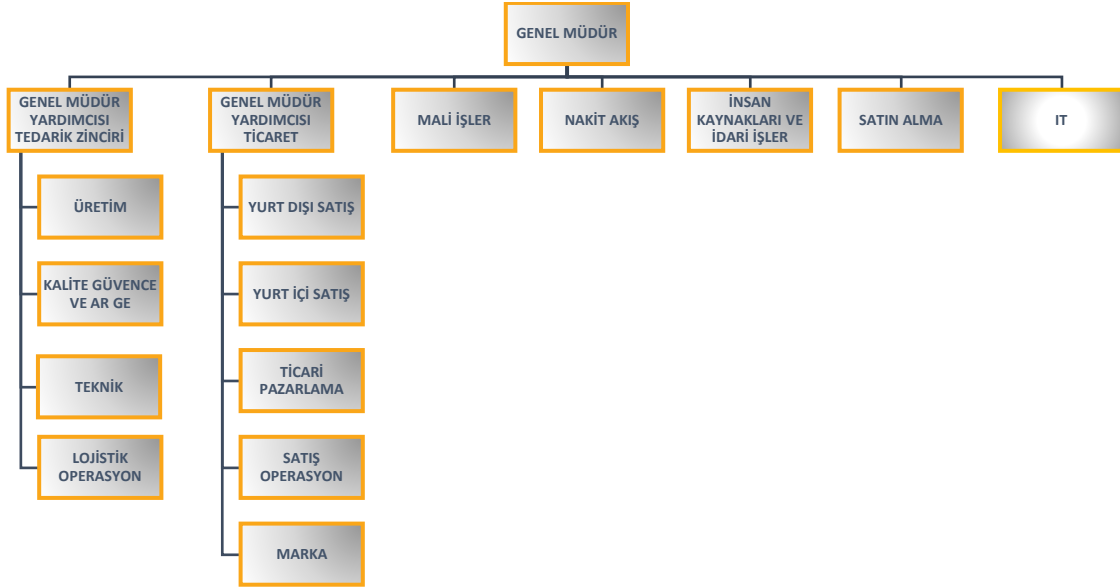 GENEL MÜDÜR
GENEL MÜDÜR
YARDIMCISI
TEDARİK ZİNCİRİ
GENEL MÜDÜR
YARDIMCISI
TİCARET
MALİ İŞLER
NAKİT AKIŞ
İNSAN
KAYNAKLARI VE
İDARİ İŞLER
SATIN ALMA
IT
ÜRETİM
KALİTE GÜVENCE
VE AR GE
TEKNİK
LOJİSTİK
OPERASYON
YURT DIŞI SATIŞ
YURT İÇİ SATIŞ
TİCARİ
PAZARLAMA
SATIŞ
OPERASYON
MARKA